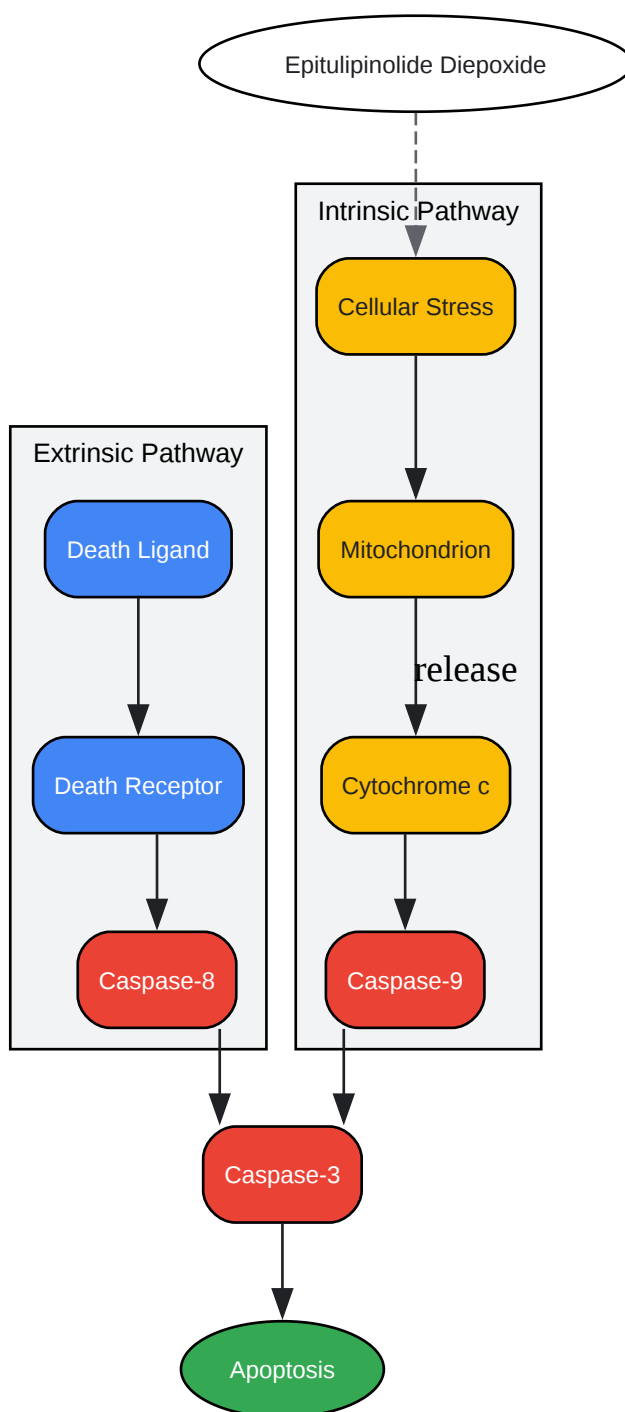 Epitulipinolide Diepoxide
Intrinsic Pathway
Cellular Stress
Extrinsic Pathway
Death Ligand
Mitochondrion
release
Death Receptor
Cytochrome c
Caspase-8
Caspase-9
Caspase-3
Apoptosis